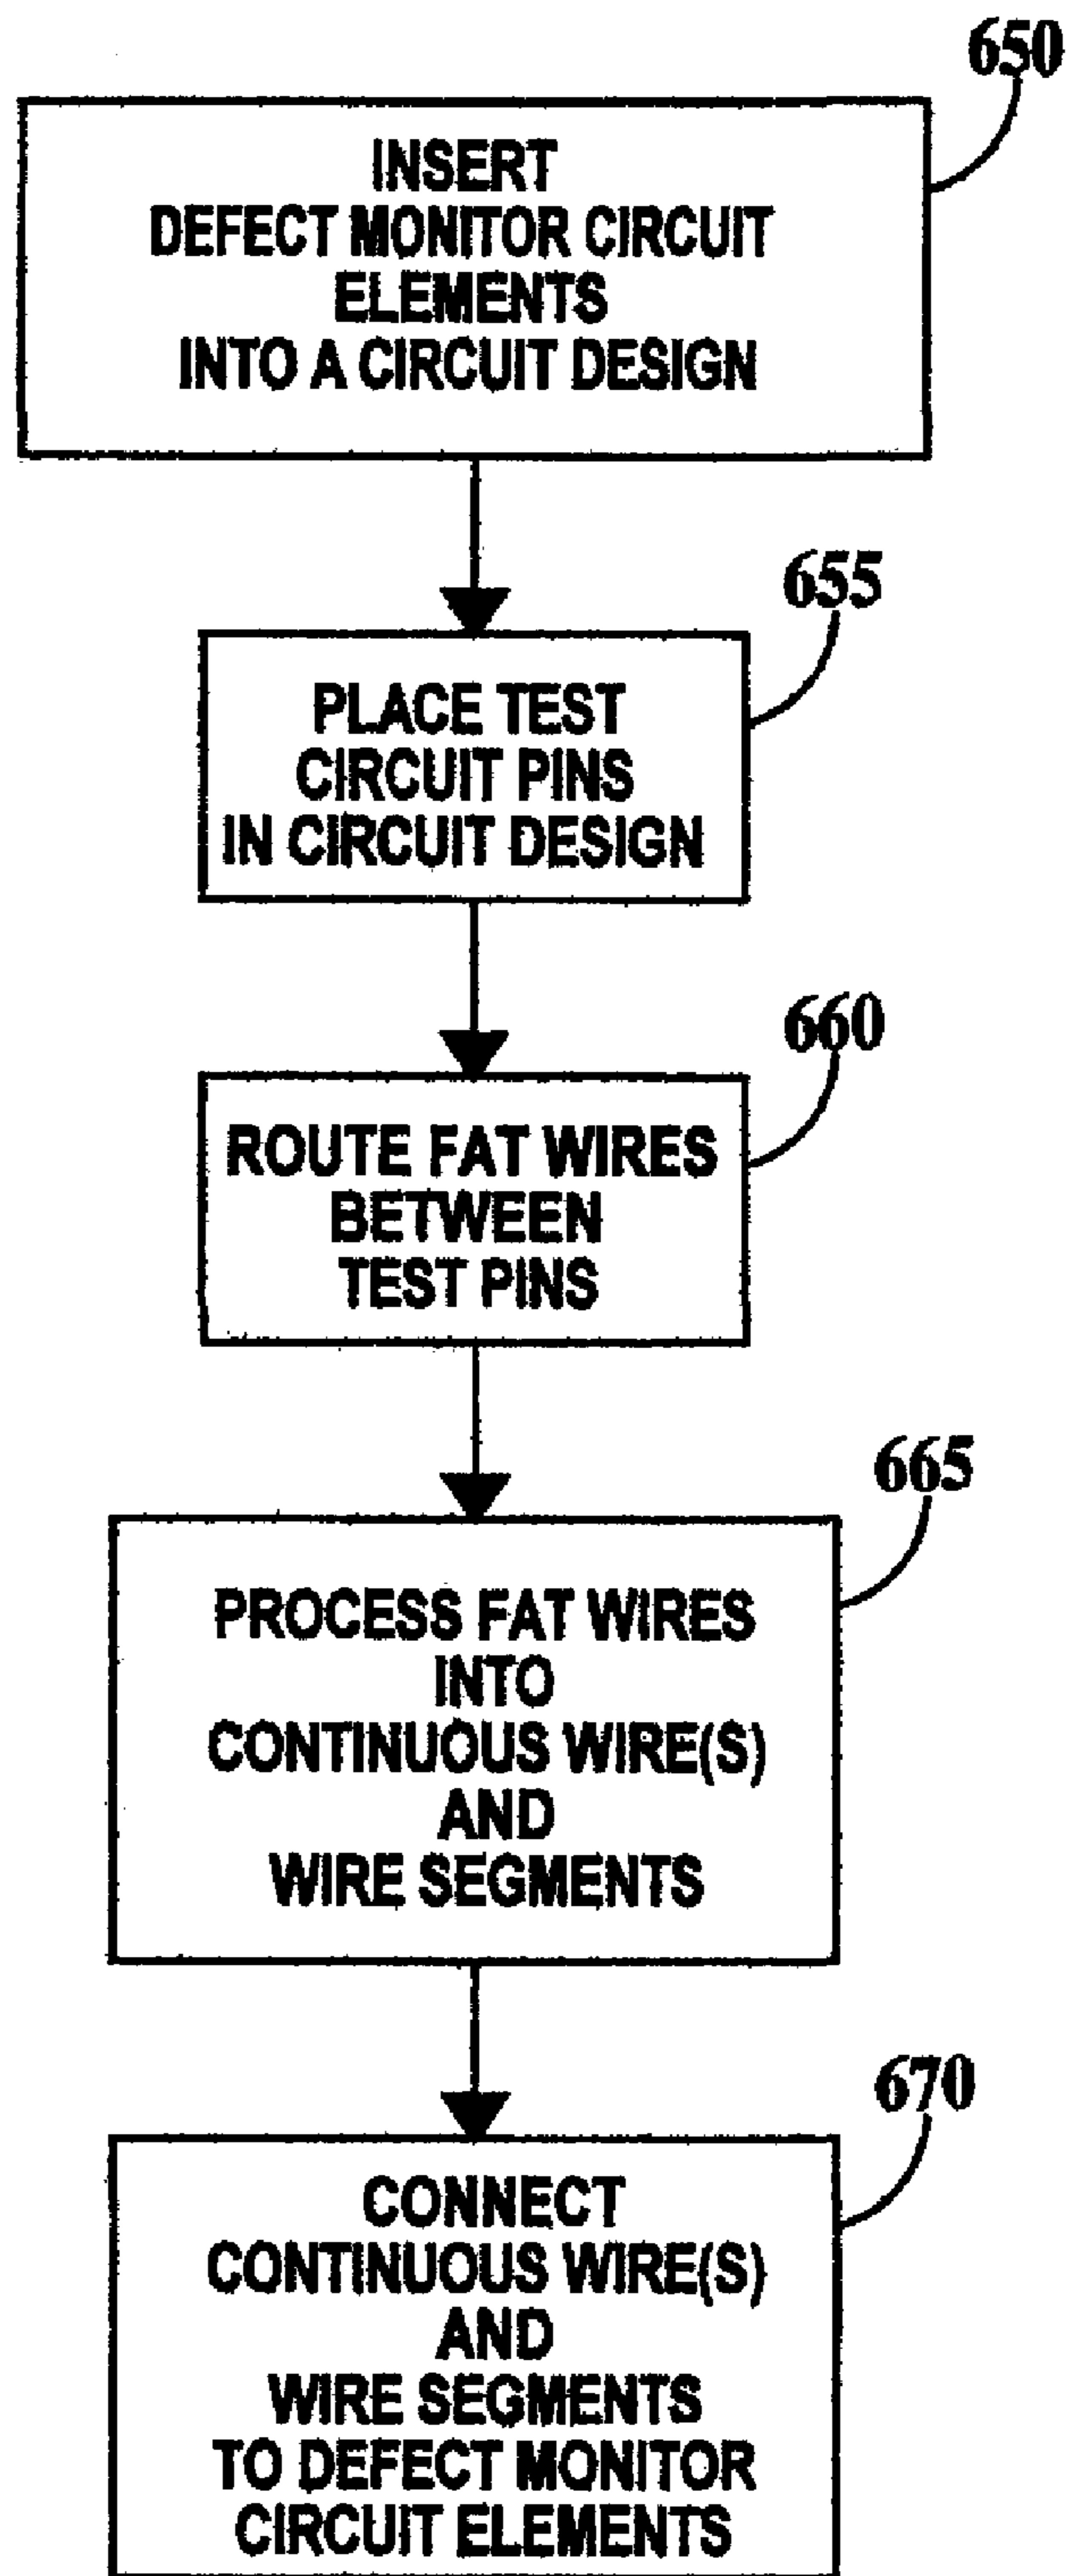 650
INSERT
DEFECT MONITOR CIRCUIT
ELEMENTS
INTO A CIRCUIT DESIGN
655
PLACE TEST
CIRCUIT PINS
IN CIRCUIT DESIGN
660
ROUTE FAT WIRES
BETWEEN
TEST PINS
665
PROCESS FAT WIRES
INTO
CONTINUOUS WIRE(S)
AND
WIRE SEGMENTS
670
CONNECT
CONTINUOUS WIRE(S)
AND
WIRE SEGMENTS
TO DEFECT MONITOR
CIRCUIT ELEMENTS